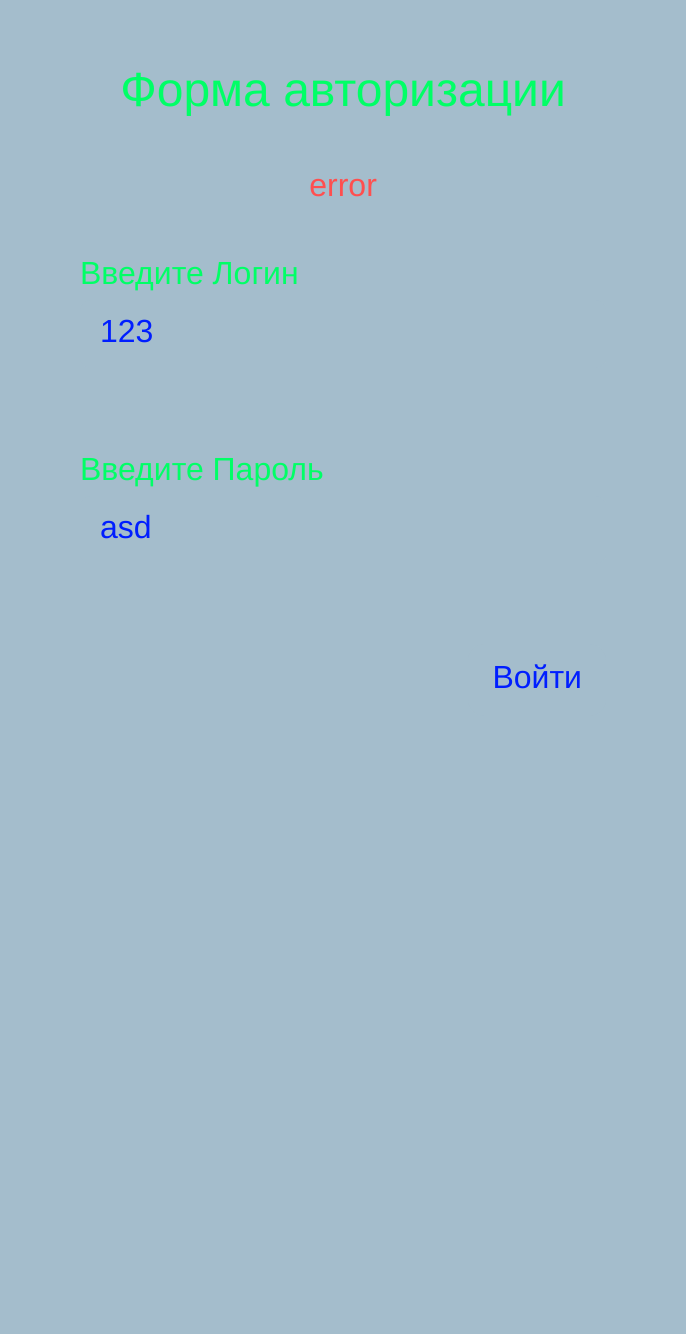 Форма авторизации
error
Введите Логин
123
Введите Пароль
asd
Войти